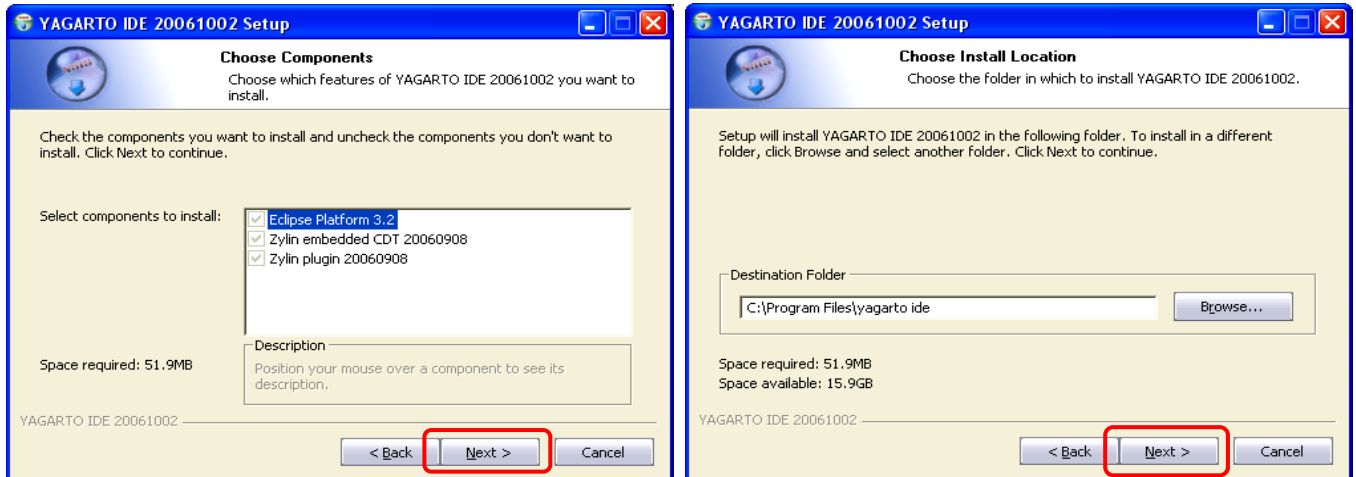 YAGARTO IDE 20061002 Setup
Choose Components
Choose which features of YAGARTO IDE 20061002 you want to
install.
Check the components you want to install and uncheck the components you don't want to
install. Click Next to continue.
Select components to install:
Eclipse Platform 3.2
Zylin embedded CDT 20060908
Zylin plugin 20060908
Space required: 51.9MB
Description
Position your mouse over a component to see its
description.
YAGARTO IDE 20061002
< Back
Next >
Cancel
YAGARTO IDE 20061002 Setup
Choose Install Location
Choose the folder in which to install YAGARTO IDE 20061002.
Setup will install YAGARTO IDE 20061002 in the following folder. To install in a different
folder, click Browse and select another folder. Click Next to continue.
Destination Folder
C:\Program Files\yagarto ide
Browse...
Space required: 51.9MB
Space available: 15.9GB
YAGARTO IDE 20061002
< Back
Next >
Cancel